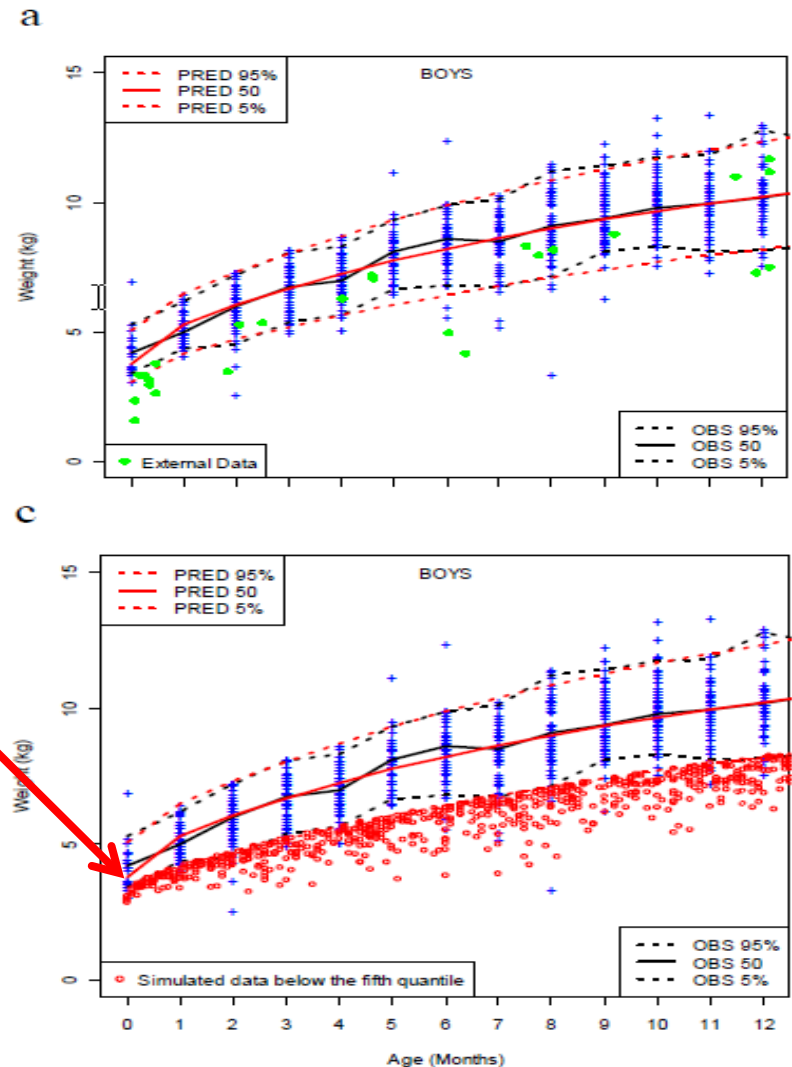 a
PRED 95%
PRED 50
PRED 5%
BOYS
15
10
5
0
Weight (kg)
External Data
OBS 95%
OBS 50
OBS 5%
c
PRED 95%
PRED 50
PRED 5%
BOYS
15
10
5
0
Weight (kg)
Simulated data below the fifth quantile
OBS 95%
OBS 50
OBS 5%
0 1 2 3 4 5 6 7 8 9 10 11 12
Age (Months)